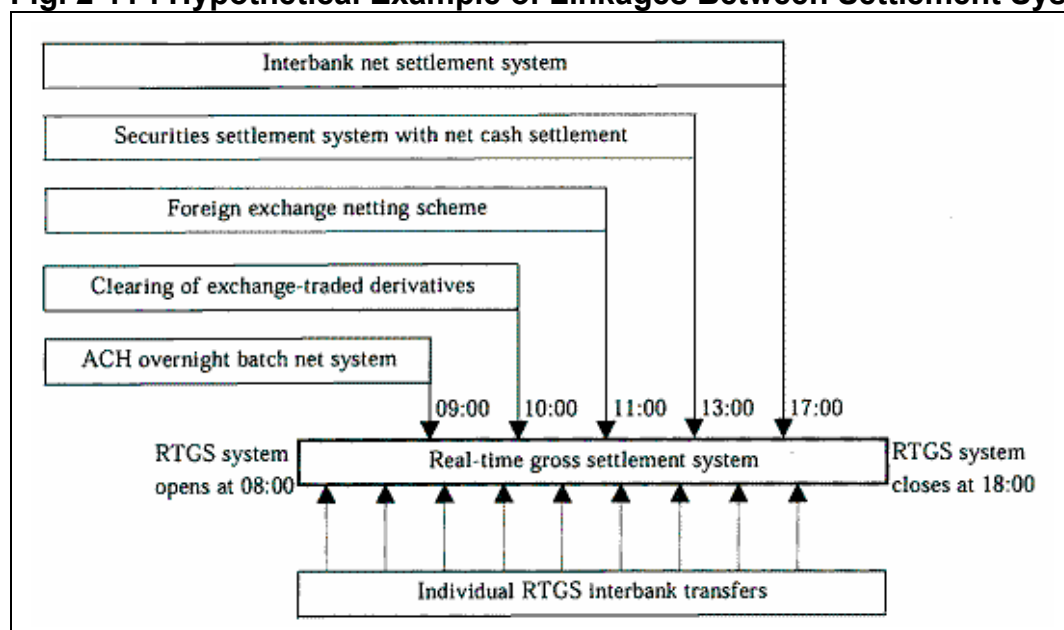 Fig. Hypothetical Example of Linkages Between Settlement
Interbank net settlement system
Securities settlement system with net cash settlement
Foreign exchange netting scheme
Clearing of exchange-traded derivatives
ACH overnight batch net system
09:00 10:00 11:00 13:00 17:00
RTGS system
opens at 08:00
Real-time gross settlement system
RTGS system
closes at 18:00
Individual RTGS interbank transfers